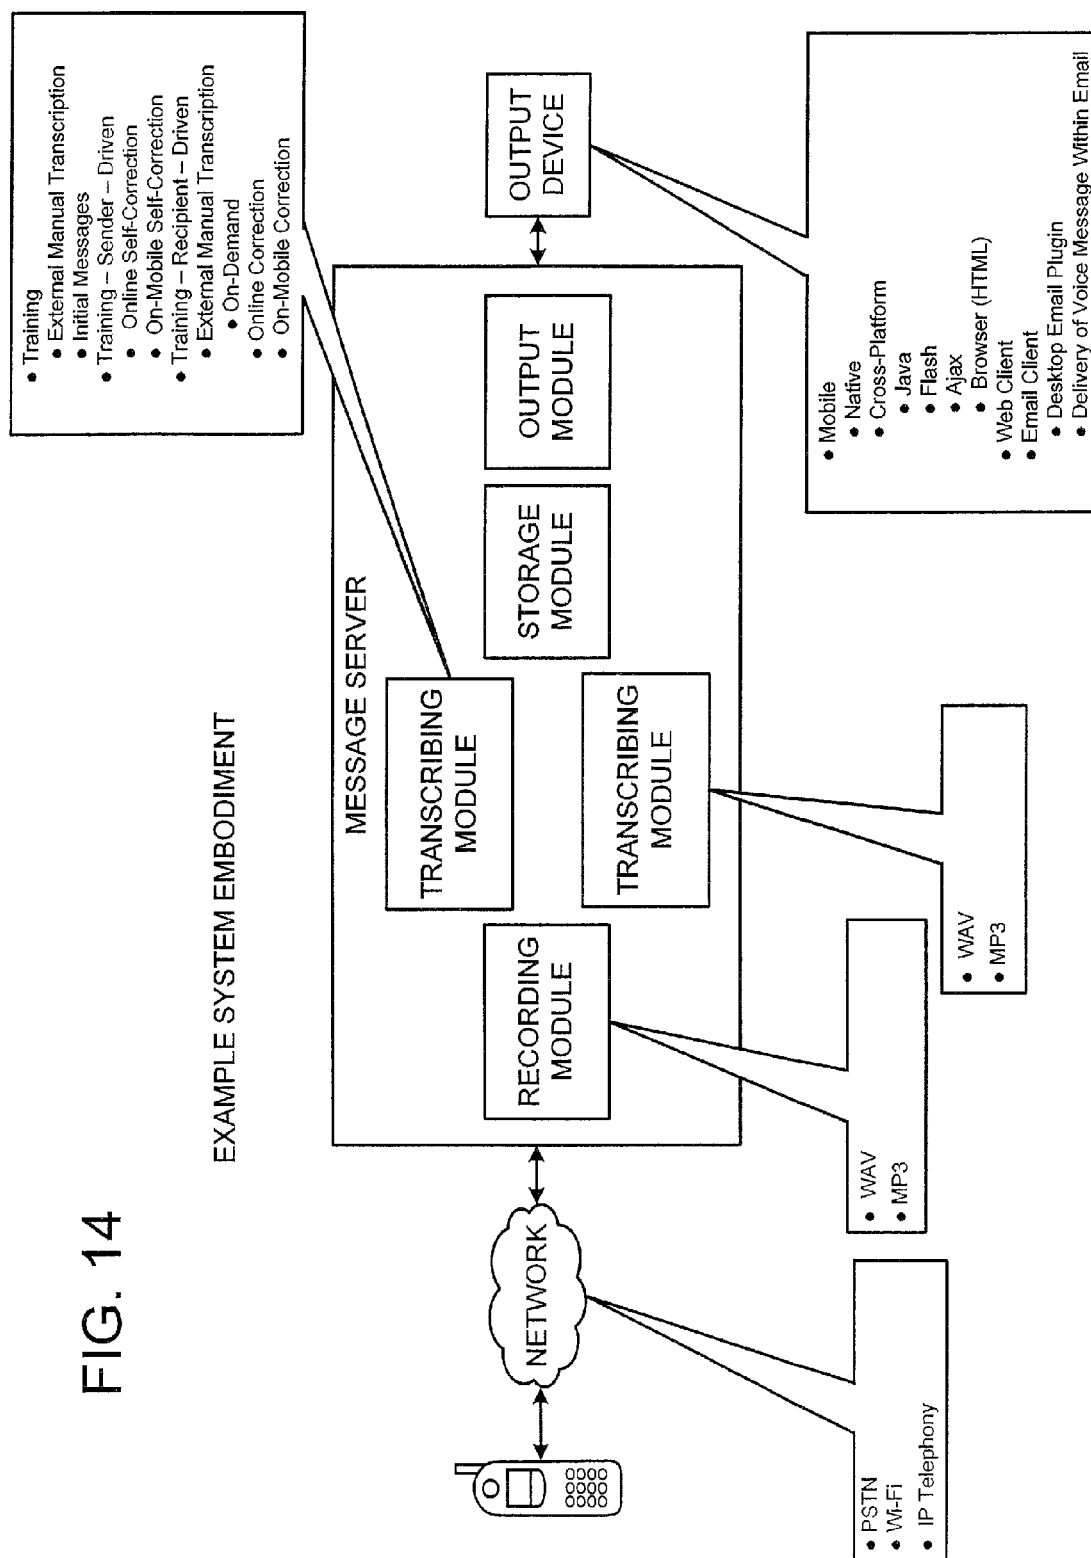 FIG. 14
EXAMPLE SYSTEM EMBODIMENT
• Training
• External Manual Transcription
• Initial Messages
• Training – Sender – Driven
• Online Self-Correction
• On-Mobile Self-Correction
• Training – Recipient – Driven
• External Manual Transcription
• On-Demand
• Online Correction
• On-Mobile Correction
NETWORK
MESSAGE SERVER
RECORDING
MODULE
TRANSCRIBING
MODULE
TRANSCRIBING
MODULE
STORAGE
MODULE
OUTPUT
MODULE
OUTPUT
DEVICE
• PSTN
• Wi-Fi
• IP Telephony
• WAV
• MP3
• WAV
• MP3
• Mobile
• Native
• Cross-Platform
• Java
• Flash
• Ajax
• Browser (HTML)
• Web Client
• Email Client
• Desktop Email Plugin
• Delivery of Voice Message Within Email